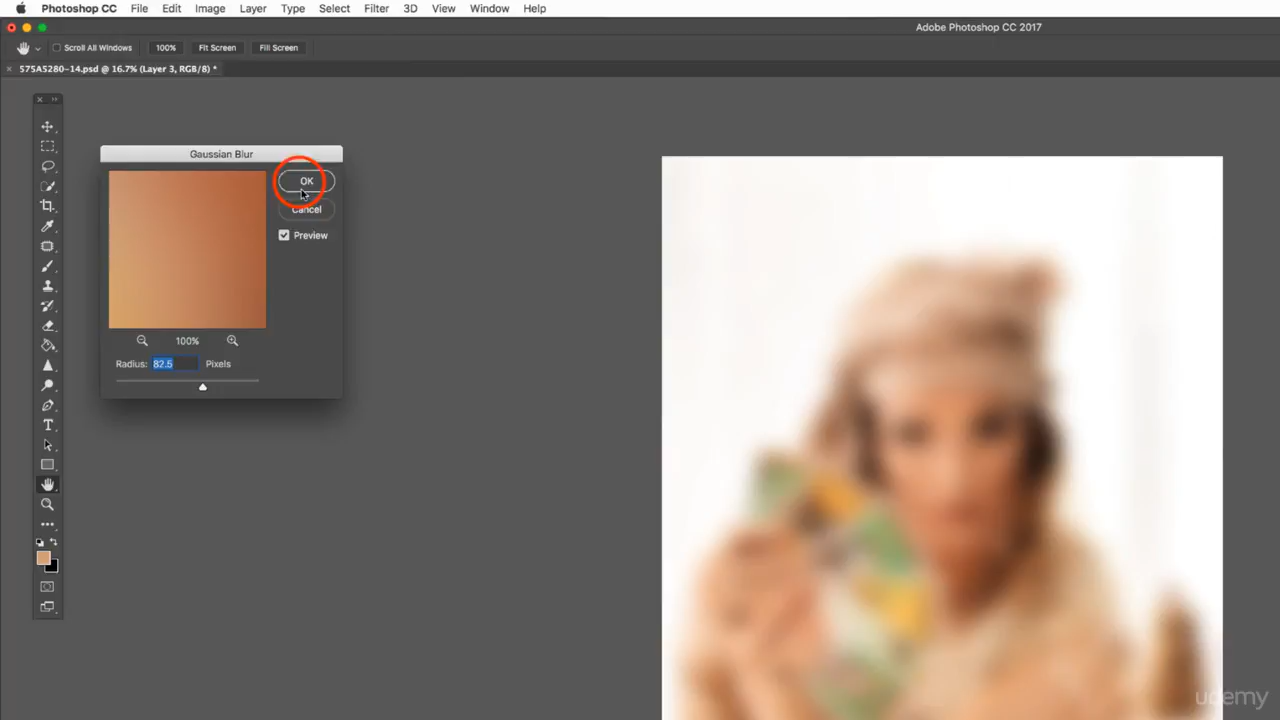 Photoshop CC File Edit Image Layer Type Select Filter 3D View Window Help
Adobe Photoshop CC 2017
Scroll All Windows 100% Fit Screen Fill Screen
575A5280-14.psd @ 16.7% (Layer 3, RGB/8) *
Gaussian Blur
OK
Cancel
Preview
100%
Radius: 82.5 Pixels
udemy